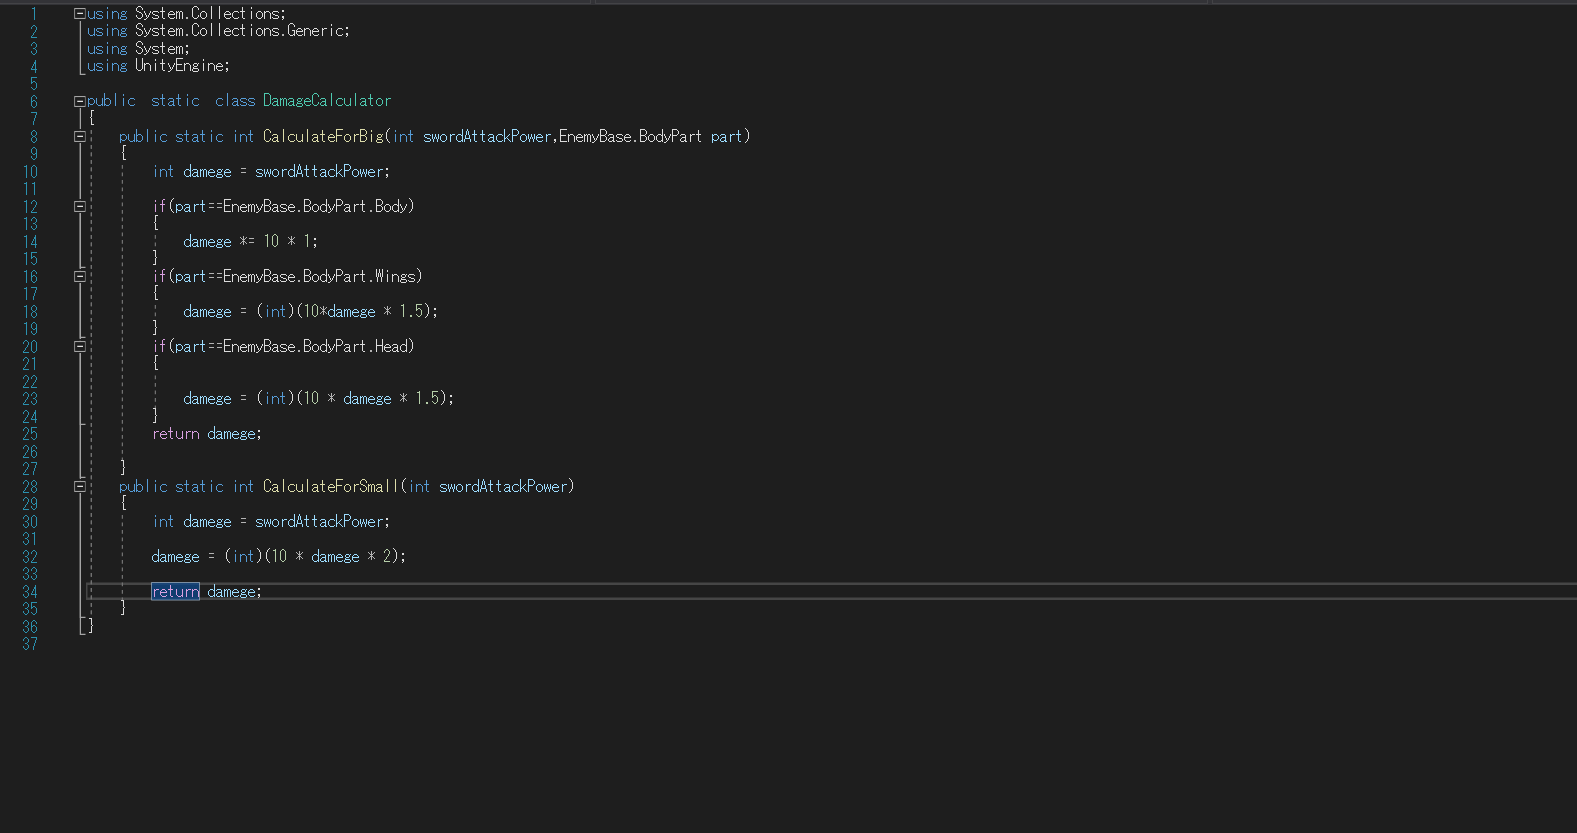 1 using System.Collections;
2 using System.Collections.Generic;
3 using System;
4 using UnityEngine;
5
6 public static class DamageCalculator
7 {
8 public static int CalculateForBig(int swordAttackPower,EnemyBase.BodyPart part)
9 {
10 int damege = swordAttackPower;
11
12 if(part==EnemyBase.BodyPart.Body)
13 {
14 damege *= 10 * 1;
15 }
16 if(part==EnemyBase.BodyPart.Wings)
17 {
18 damege = (int)(10*damege * 1.5);
19 }
20 if(part==EnemyBase.BodyPart.Head)
21 {
22
23 damege = (int)(10 * damege * 1.5);
24 }
25 return damege;
26
27 }
28 public static int CalculateForSmall(int swordAttackPower)
29 {
30 int damege = swordAttackPower;
31
32 damege = (int)(10 * damege * 2);
33
34 return damege;
35 }
36 }
37